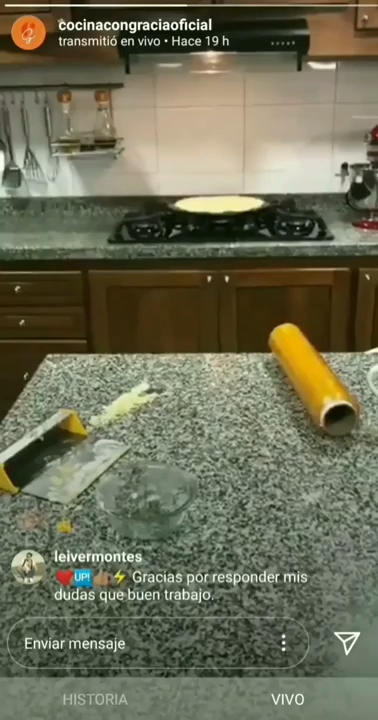 cocinacongraciaoficial
transmitió en vivo • Hace 19 h
leivermontes
❤️🆙👍🏽⚡ Gracias por responder mis
dudas que buen trabajo.
Enviar mensaje
HISTORIA
VIVO